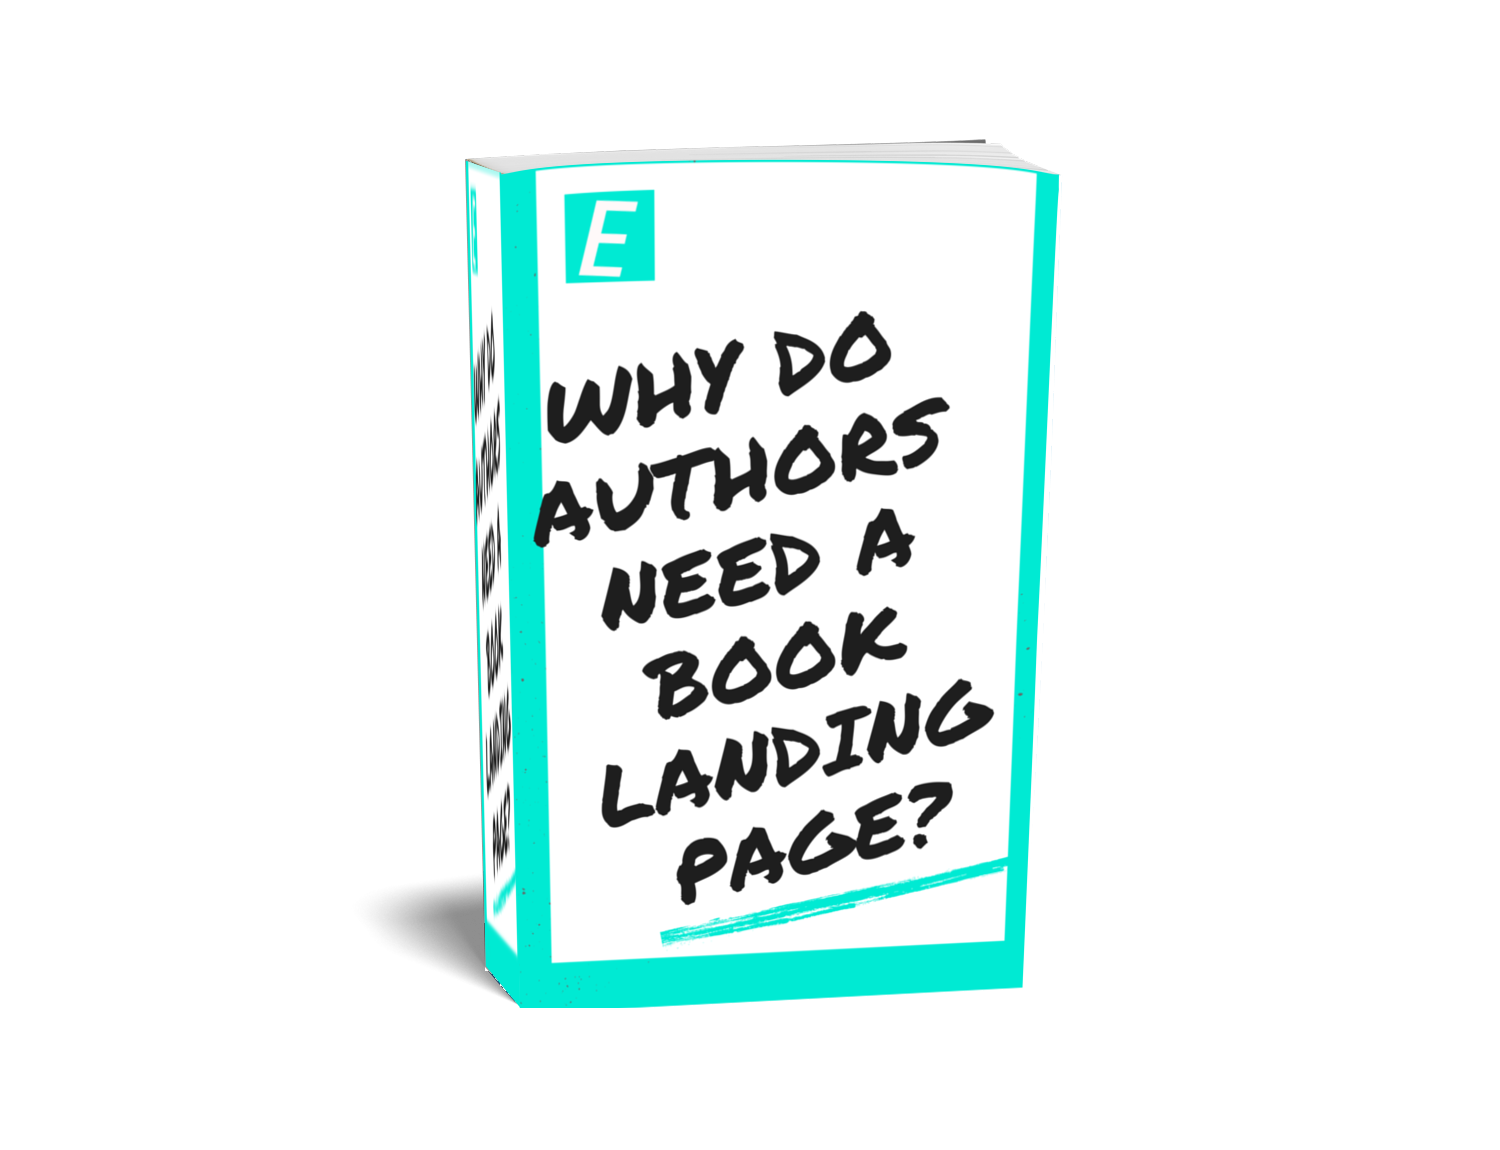 E
WHY DO
AUTHORS
NEED A
BOOK
LANDING
PAGE?
E
WHY DO
AUTHORS
NEED A
BOOK
LANDING
PAGE?